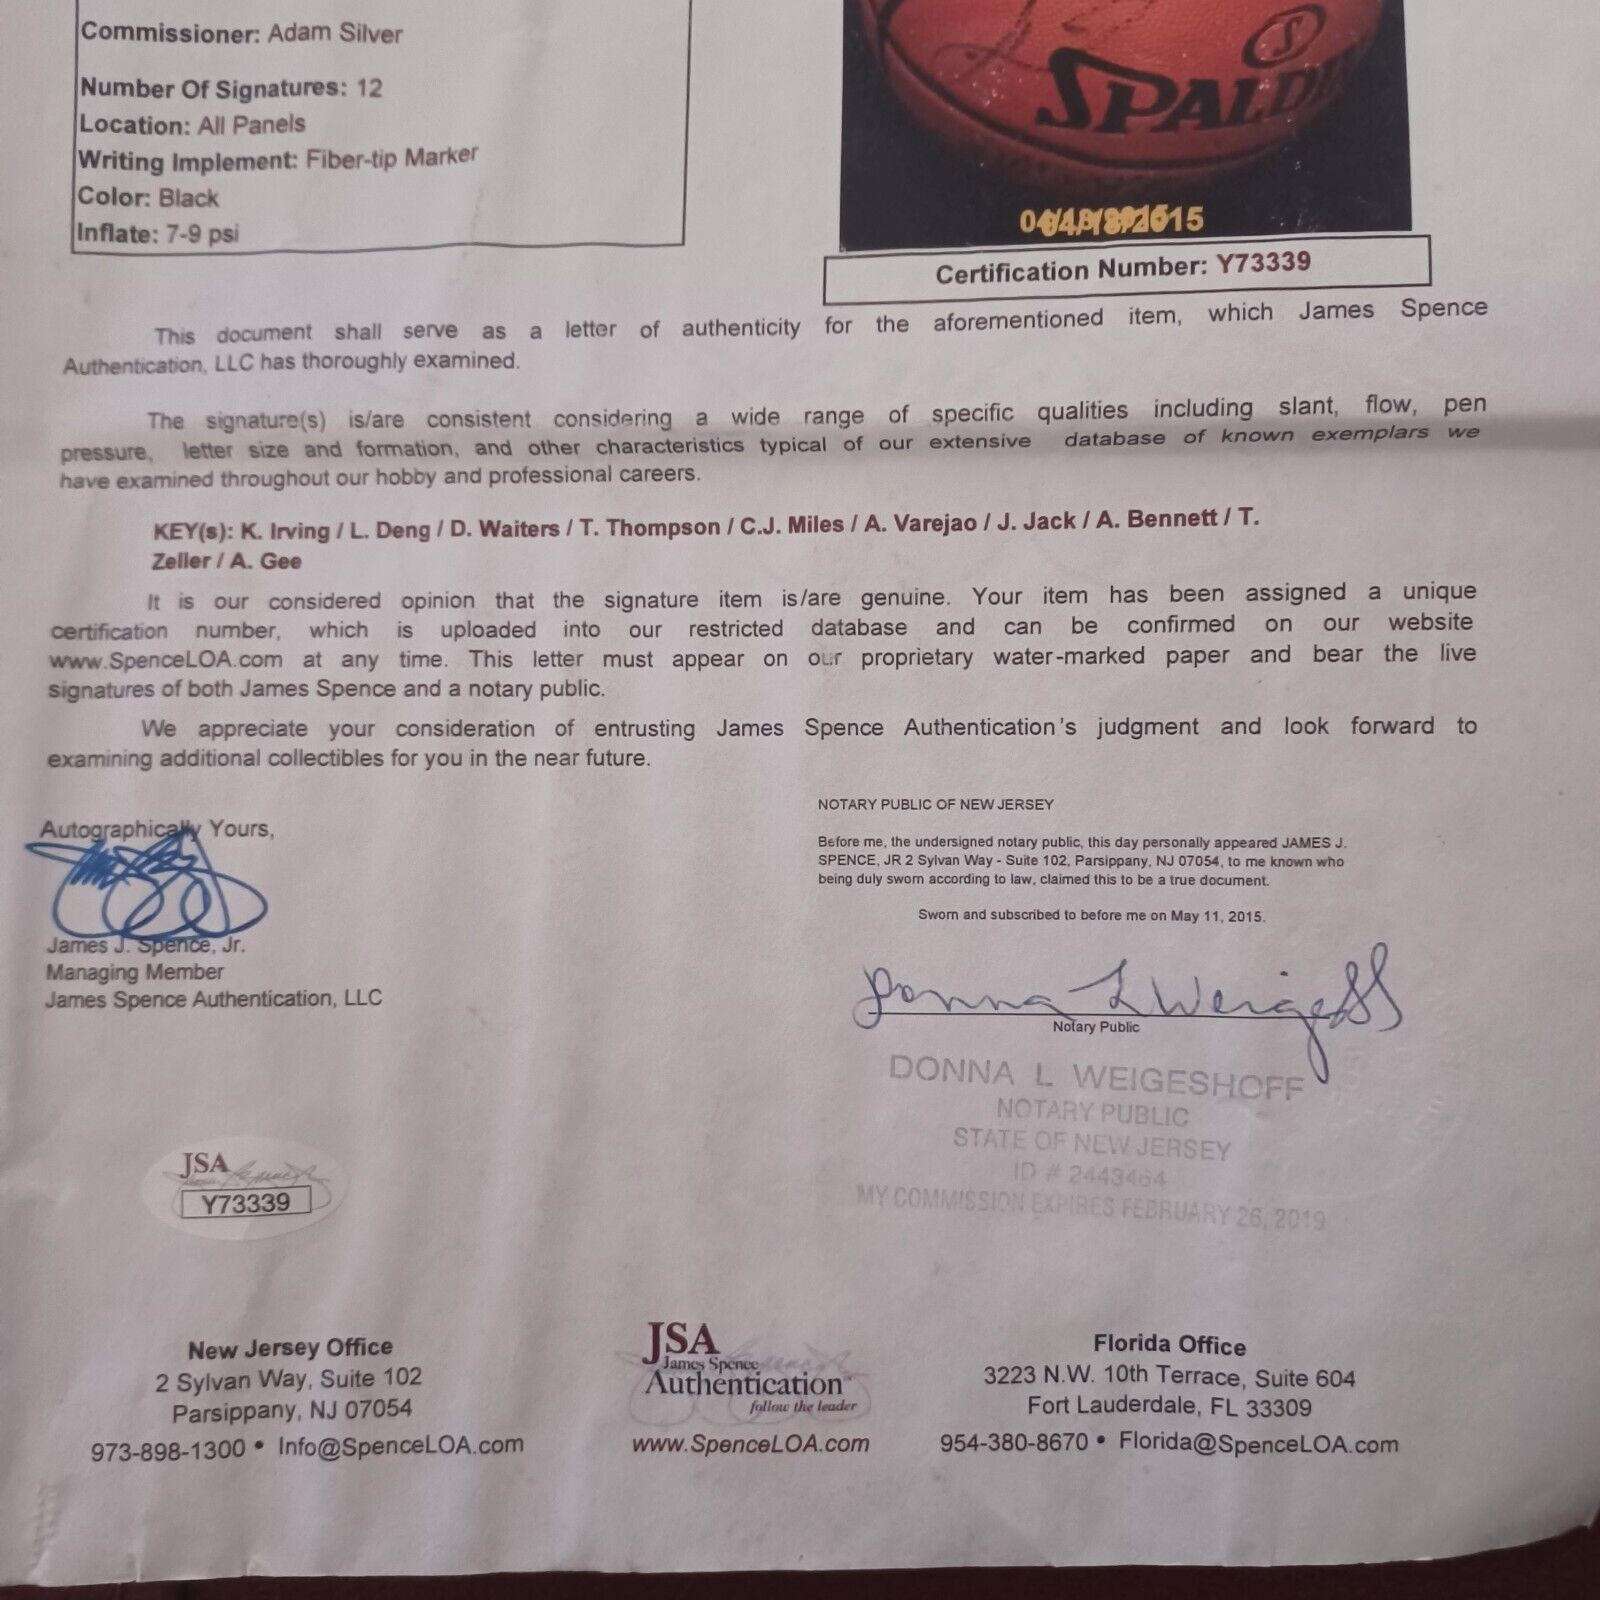 Commissioner: Adam Silver
Number Of Signatures: 12
Location: All Panels
Writing Implement: Fiber-tip Marker
Color: Black
Inflate: 7-9 psi
S
SPALDI
Certification Number: Y73339
This document shall serve as a letter of authenticity for the aforementioned item, which James Spence
Authentication, LLC has thoroughly examined.
The signature(s) is/are consistent considering a wide range of specific qualities including slant, flow, pen
pressure, letter size and formation, and other characteristics typical of our extensive database of known exemplars we
have examined throughout our hobby and professional careers.
KEY(s): K. Irving / L. Deng / D. Waiters / T. Thompson / C.J. Miles / A. Varejao / J. Jack / A. Bennett / T.
Zeller / A. Gee
It is our considered opinion that the signature item is/are genuine. Your item has been assigned a unique
certification number, which is uploaded into our restricted database and can be confirmed on our website
www.SpenceLOA.com at any time. This letter must appear on our proprietary water-marked paper and bear the live
signatures of both James Spence and a notary public.
We appreciate your consideration of entrusting James Spence Authentication's judgment and look forward to
examining additional collectibles for you in the near future.
Autographically Yours,
James J. Spence, Jr.
Managing Member
James Spence Authentication, LLC
NOTARY PUBLIC OF NEW JERSEY
Before me, the undersigned notary public, this day personally appeared JAMES J.
SPENCE, JR 2 Sylvan Way - Suite 102, Parsippany, NJ 07054, to me known who
being duly sworn according to law, claimed this to be a true document.
Sworn and subscribed to before me on May 11, 2015.
Donna L Weigeshoff
Notary Public
DONNA L WEIGESHOFF
NOTARY PUBLIC
STATE OF NEW JERSEY
ID # 2443464
MY COMMISSION EXPIRES FEBRUARY 26, 2019
JSA
Y73339
New Jersey Office
2 Sylvan Way, Suite 102
Parsippany, NJ 07054
973-898-1300 • Info@SpenceLOA.com
JSA
James Spence
Authentication
follow the leader
www.SpenceLOA.com
Florida Office
3223 N.W. 10th Terrace, Suite 604
Fort Lauderdale, FL 33309
954-380-8670 • Florida@SpenceLOA.com